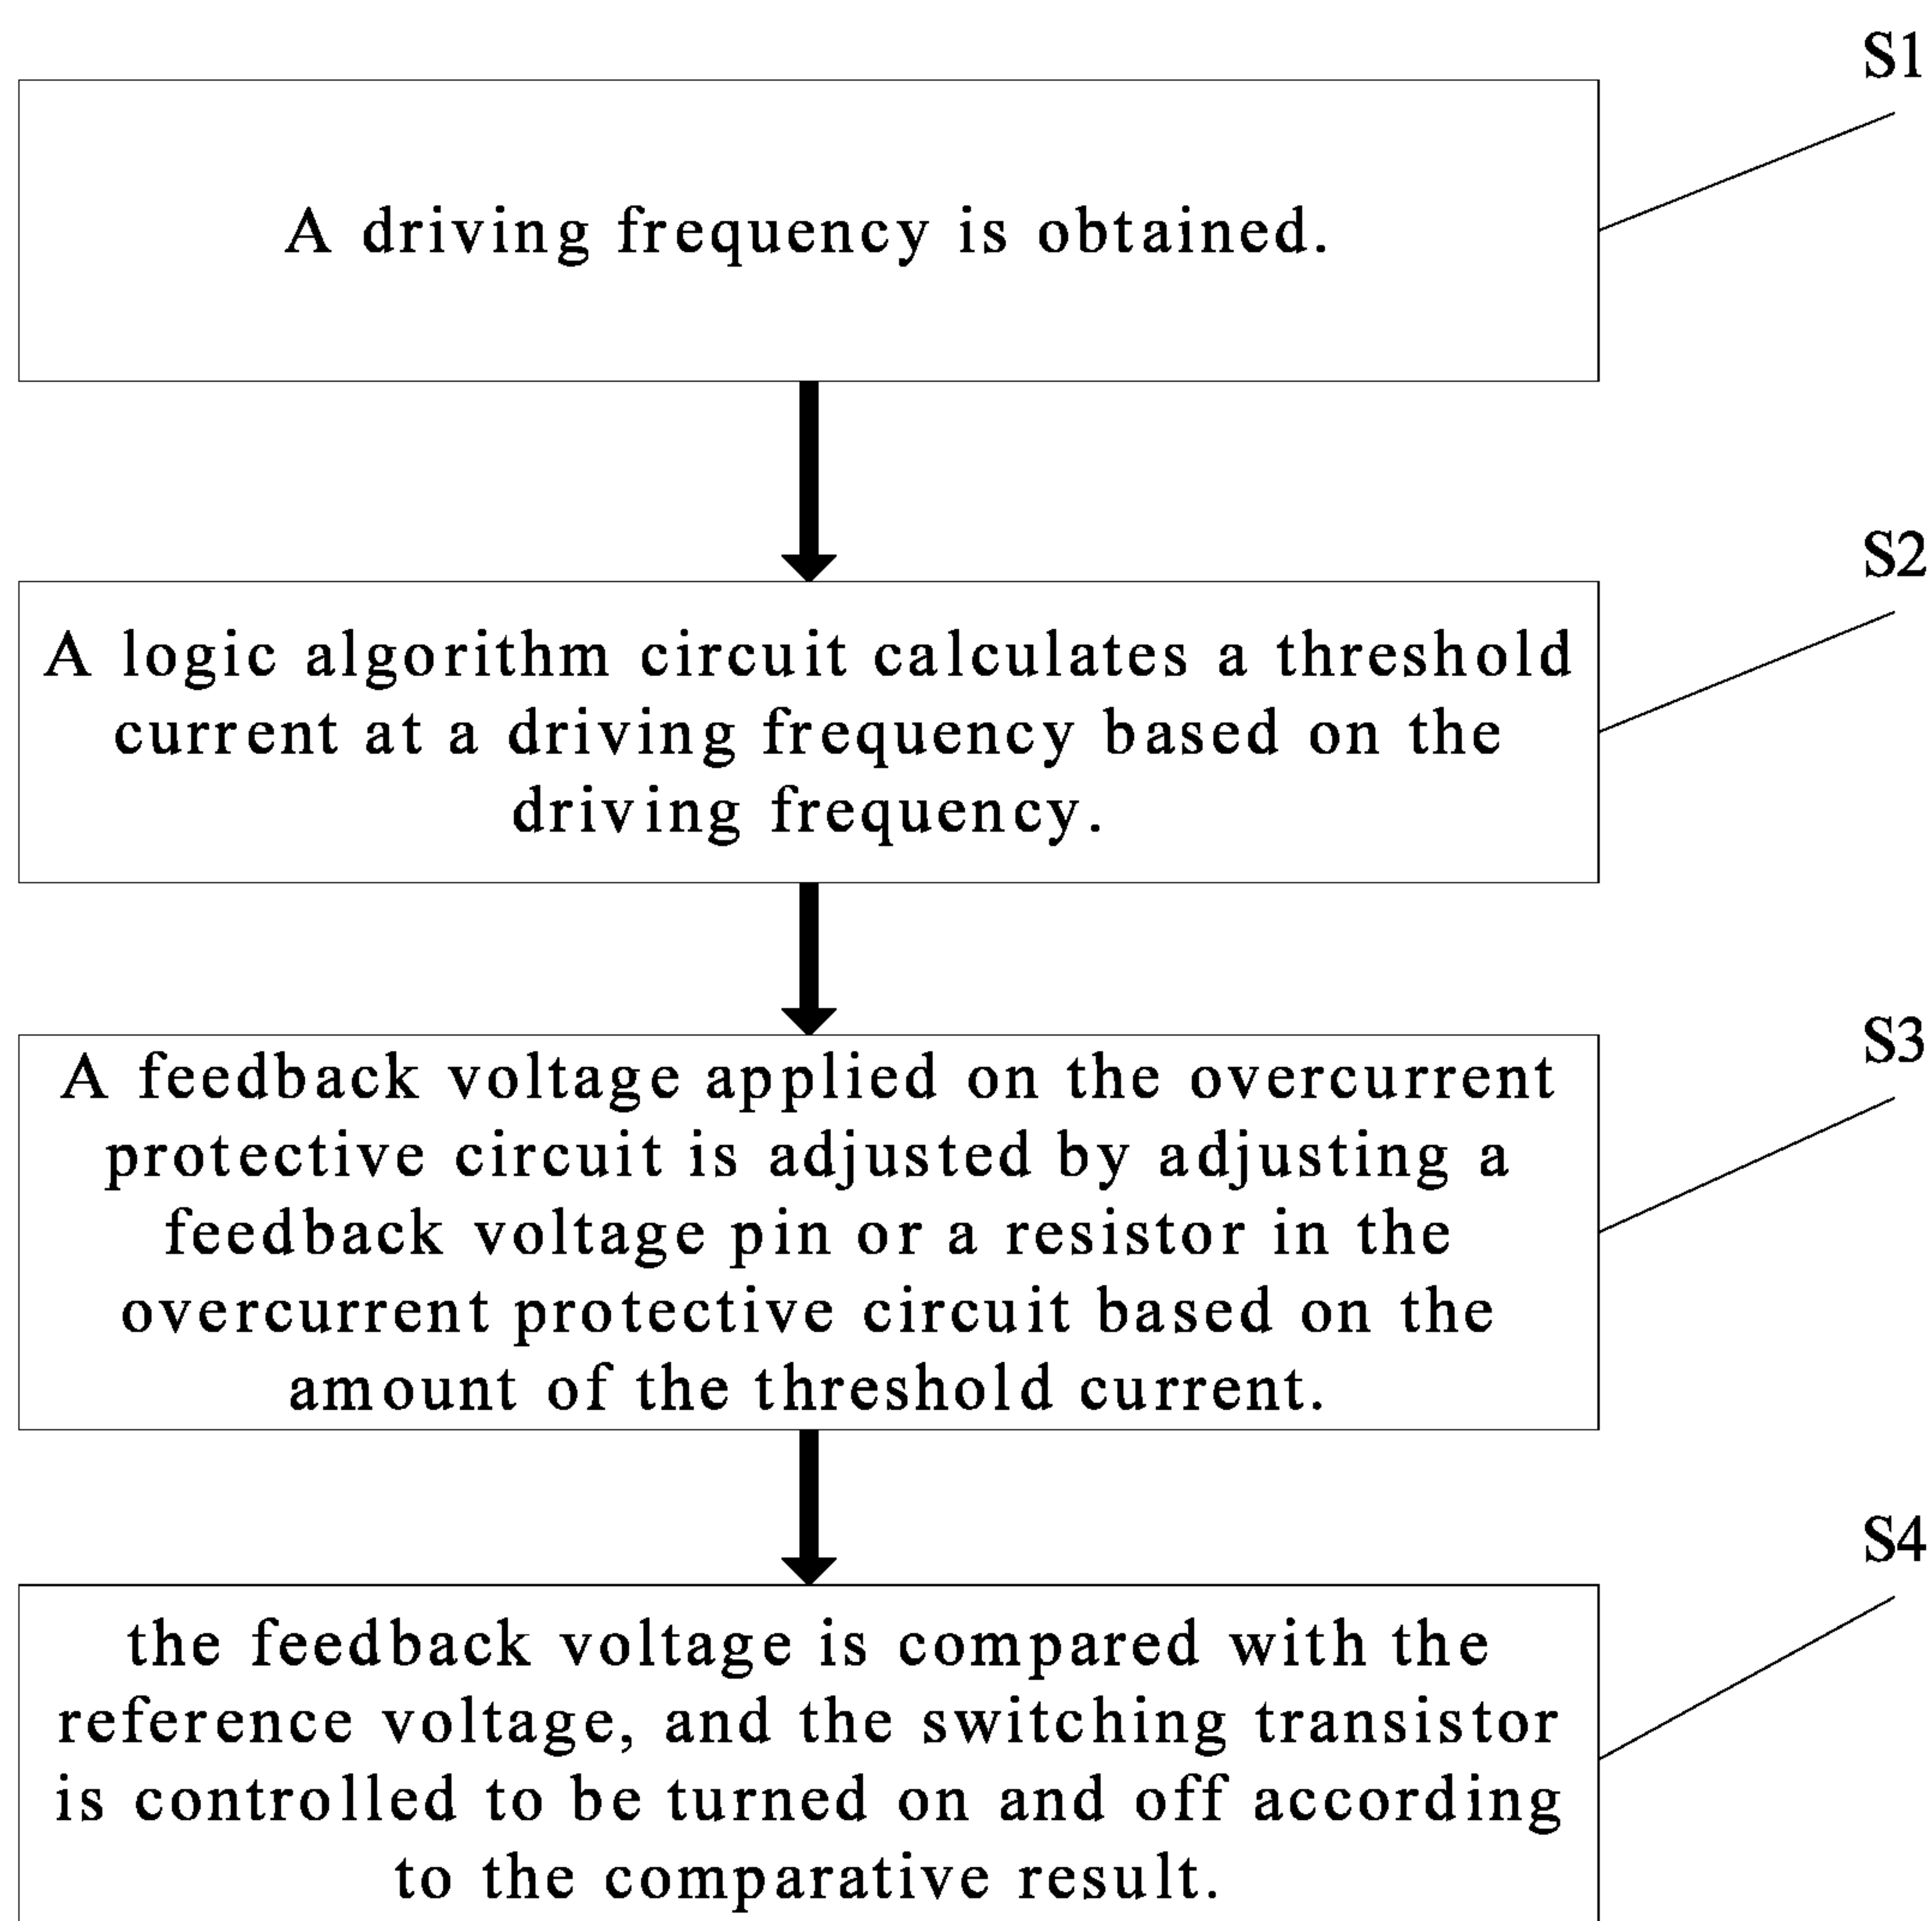 S1
A driving frequency is obtained.
S2
A logic algorithm circuit calculates a threshold
current at a driving frequency based on the
driving frequency.
S3
A feedback voltage applied on the overcurrent
protective circuit is adjusted by adjusting a
feedback voltage pin or a resistor in the
overcurrent protective circuit based on the
amount of the threshold current.
S4
the feedback voltage is compared with the
reference voltage, and the switching transistor
is controlled to be turned on and off according
to the comparative result.